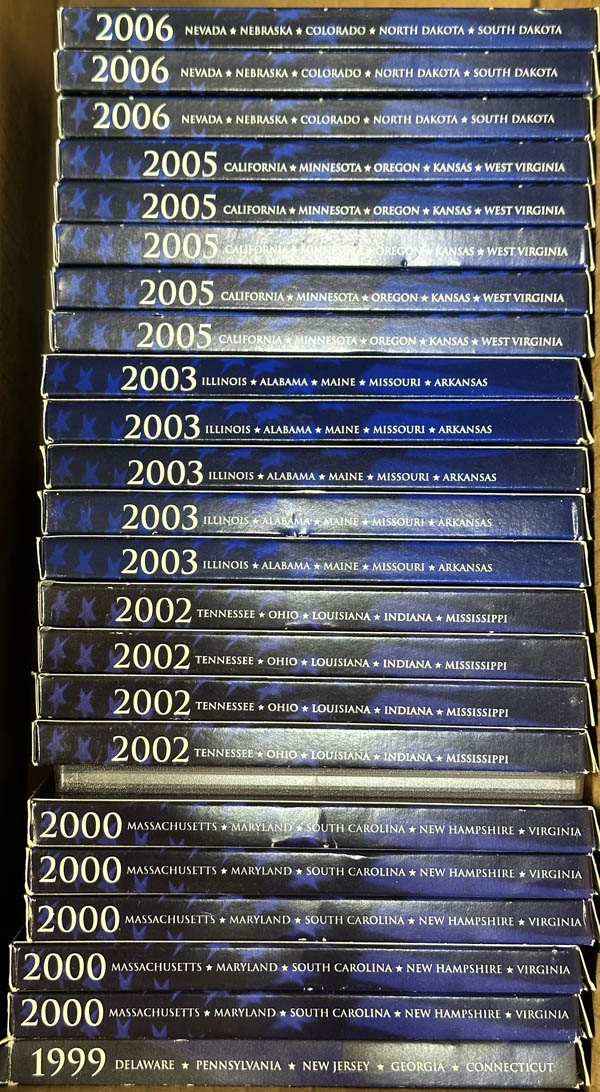 2006 NEVADA ★ NEBRASKA ★ COLORADO ★ NORTH DAKOTA ★ SOUTH DAKOTA
2006 NEVADA ★ NEBRASKA ★ COLORADO ★ NORTH DAKOTA ★ SOUTH DAKOTA
2006 NEVADA ★ NEBRASKA ★ COLORADO ★ NORTH DAKOTA ★ SOUTH DAKOTA
2005 CALIFORNIA ★ MINNESOTA ★ OREGON ★ KANSAS ★ WEST VIRGINIA
2005 CALIFORNIA ★ MINNESOTA ★ OREGON ★ KANSAS ★ WEST VIRGINIA
2005 CALIFORNIA ★ MINNESOTA ★ OREGON ★ KANSAS ★ WEST VIRGINIA
2005 CALIFORNIA ★ MINNESOTA ★ OREGON ★ KANSAS ★ WEST VIRGINIA
2005 CALIFORNIA ★ MINNESOTA ★ OREGON ★ KANSAS ★ WEST VIRGINIA
2003 ILLINOIS ★ ALABAMA ★ MAINE ★ MISSOURI ★ ARKANSAS
2003 ILLINOIS ★ ALABAMA ★ MAINE ★ MISSOURI ★ ARKANSAS
2003 ILLINOIS ★ ALABAMA ★ MAINE ★ MISSOURI ★ ARKANSAS
2003 ILLINOIS ★ ALABAMA ★ MAINE ★ MISSOURI ★ ARKANSAS
2003 ILLINOIS ★ ALABAMA ★ MAINE ★ MISSOURI ★ ARKANSAS
2002 TENNESSEE ★ OHIO ★ LOUISIANA ★ INDIANA ★ MISSISSIPPI
2002 TENNESSEE ★ OHIO ★ LOUISIANA ★ INDIANA ★ MISSISSIPPI
2002 TENNESSEE ★ OHIO ★ LOUISIANA ★ INDIANA ★ MISSISSIPPI
2002 TENNESSEE ★ OHIO ★ LOUISIANA ★ INDIANA ★ MISSISSIPPI
2000 MASSACHUSETTS ★ MARYLAND ★ SOUTH CAROLINA ★ NEW HAMPSHIRE ★ VIRGINIA
2000 MASSACHUSETTS ★ MARYLAND ★ SOUTH CAROLINA ★ NEW HAMPSHIRE ★ VIRGINIA
2000 MASSACHUSETTS ★ MARYLAND ★ SOUTH CAROLINA ★ NEW HAMPSHIRE ★ VIRGINIA
2000 MASSACHUSETTS ★ MARYLAND ★ SOUTH CAROLINA ★ NEW HAMPSHIRE ★ VIRGINIA
2000 MASSACHUSETTS ★ MARYLAND ★ SOUTH CAROLINA ★ NEW HAMPSHIRE ★ VIRGINIA
1999 DELAWARE ★ PENNSYLVANIA ★ NEW JERSEY ★ GEORGIA ★ CONNECTICUT